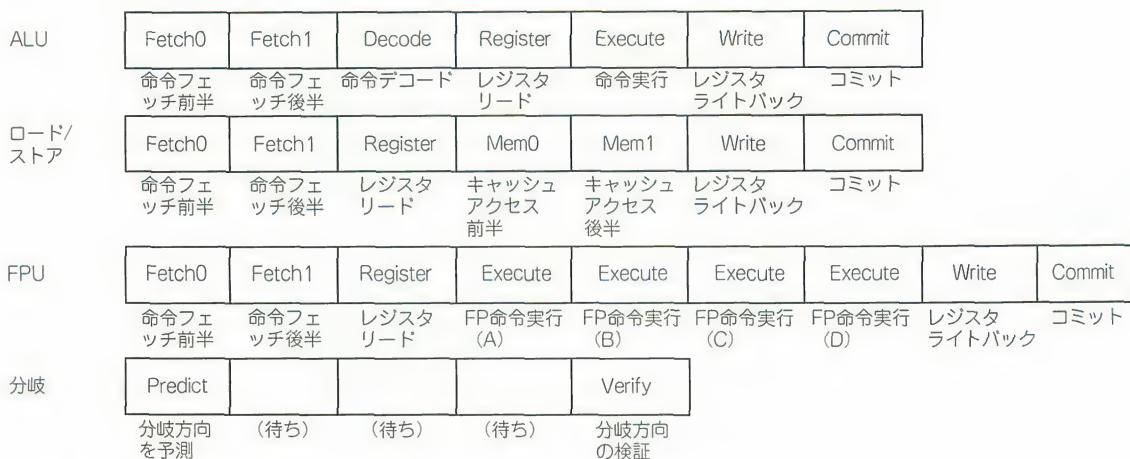 ALU Fetch0 Fetch1 Decode Register Execute Write Commit
命令フェ 命令フェ 命令デコード レジスタ 命令実行 レジスタ コミット
ッチ前半 ッチ後半 リード ライトバック
ロード/
ストア Fetch0 Fetch1 Register Mem0 Mem1 Write Commit
命令フェ 命令フェ レジスタ キャッシュ キャッシュ レジスタ コミット
ッチ前半 ッチ後半 リード アクセス アクセス ライトバック
前半 後半
FPU Fetch0 Fetch1 Register Execute Execute Execute Execute Write Commit
命令フェ 命令フェ レジスタ FP命令実行 FP命令実行 FP命令実行 FP命令実行 レジスタ コミット
ッチ前半 ッチ後半 リード (A) (B) (C) (D) ライトバック
分岐 Predict Verify
分岐方向 (待ち) (待ち) (待ち) 分岐方向
を予測 の検証